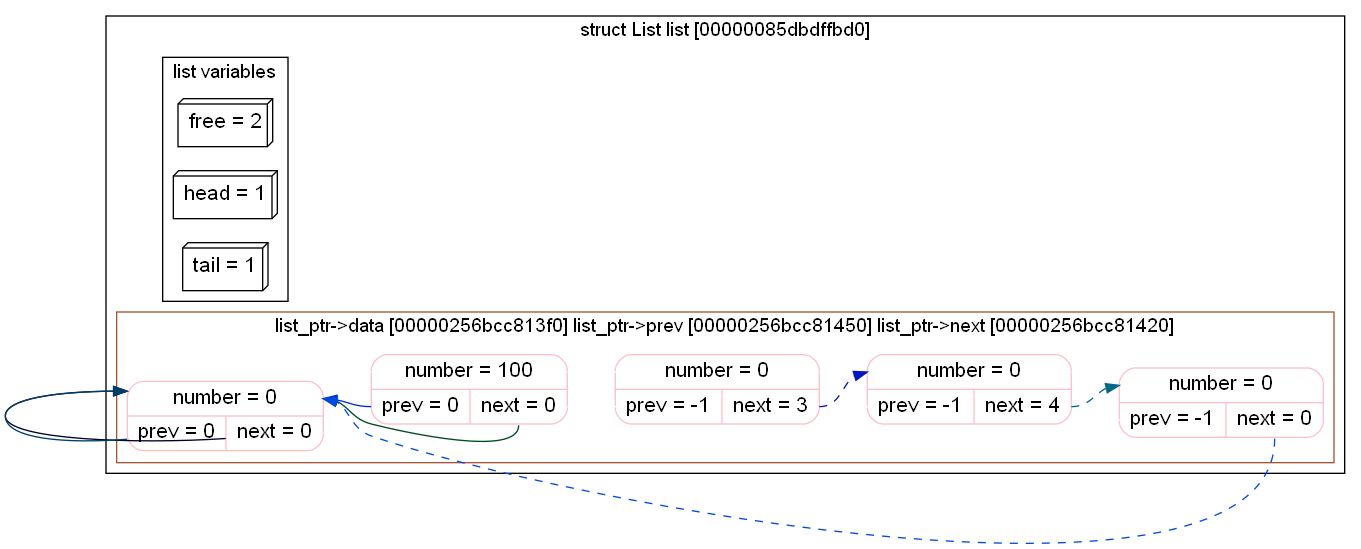 struct List list [00000085dbdffbd0]
list variables
free = 2
head = 1
tail = 1
list_ptr->data [00000256bcc813f0] list_ptr->prev [00000256bcc81450] list_ptr->next [00000256bcc81420]
number = 0
prev = 0 next = 0
number = 100
prev = 0 next = 0
number = 0
prev = -1 next = 3
number = 0
prev = -1 next = 4
number = 0
prev = -1 next = 0